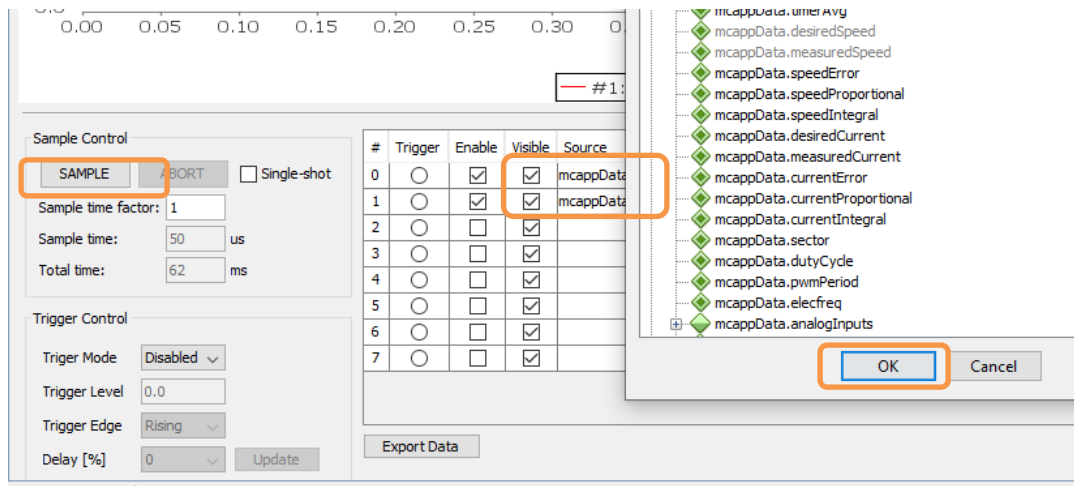 0.00 0.05 0.10 0.15 0.20 0.25 0.30
#1:
Sample Control
SAMPLE ABORT Single-shot
Sample time factor: 1
Sample time: 50 us
Total time: 62 ms
Trigger Control
Triger Mode Disabled
Trigger Level 0.0
Trigger Edge Rising
Delay [%] 0 Update
# Trigger Enable Visible Source
0 mcappData
1 mcappData
2
3
4
5
6
7
Export Data
mcappData.timerAvg
mcappData.desiredSpeed
mcappData.measuredSpeed
mcappData.speedError
mcappData.speedProportional
mcappData.speedIntegral
mcappData.desiredCurrent
mcappData.measuredCurrent
mcappData.currentError
mcappData.currentProportional
mcappData.currentIntegral
mcappData.sector
mcappData.dutyCycle
mcappData.pwmPeriod
mcappData.elecfreq
mcappData.analogInputs
OK Cancel